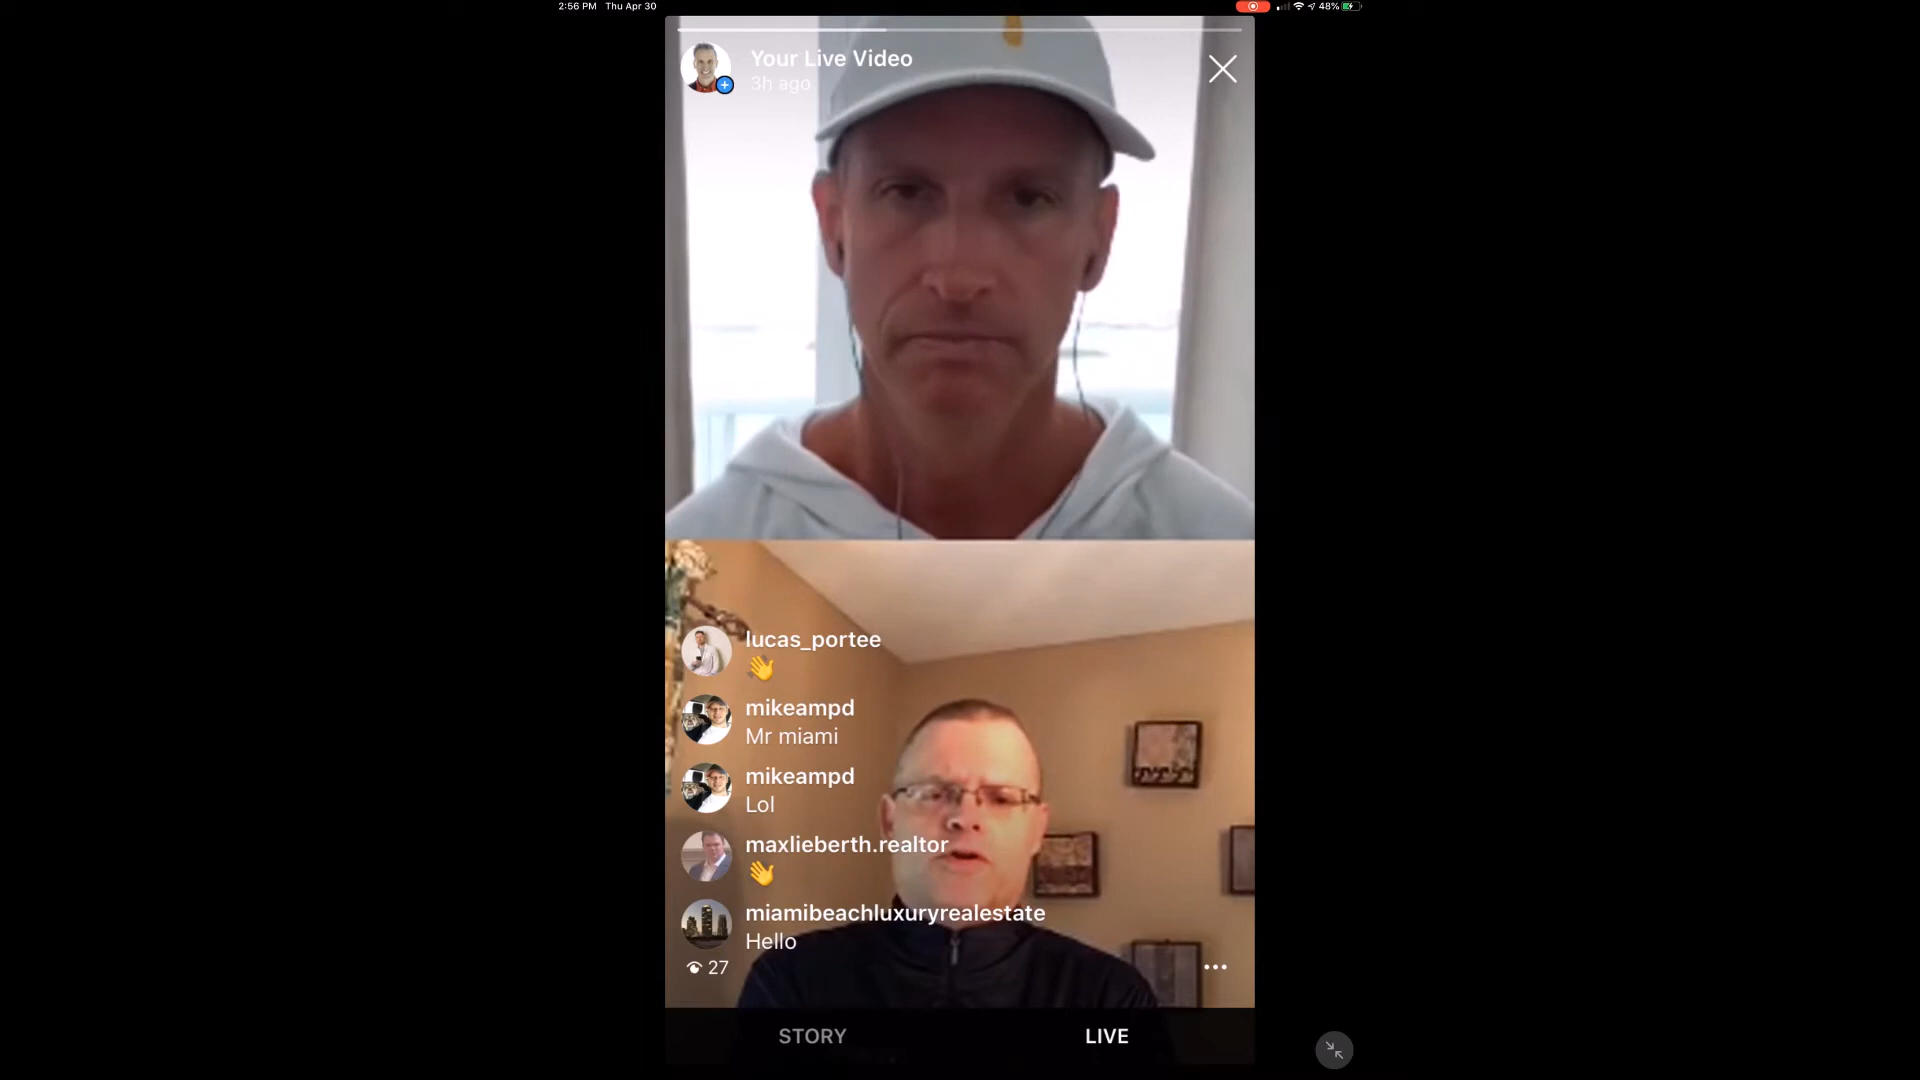 2:56 PM Thu Apr 30
48%
Your Live Video
3h ago
lucas_portee
👋
mikeampd
Mr miami
mikeampd
Lol
maxlieberth.realtor
👋
miamibeachluxuryrealestate
Hello
27
STORY LIVE